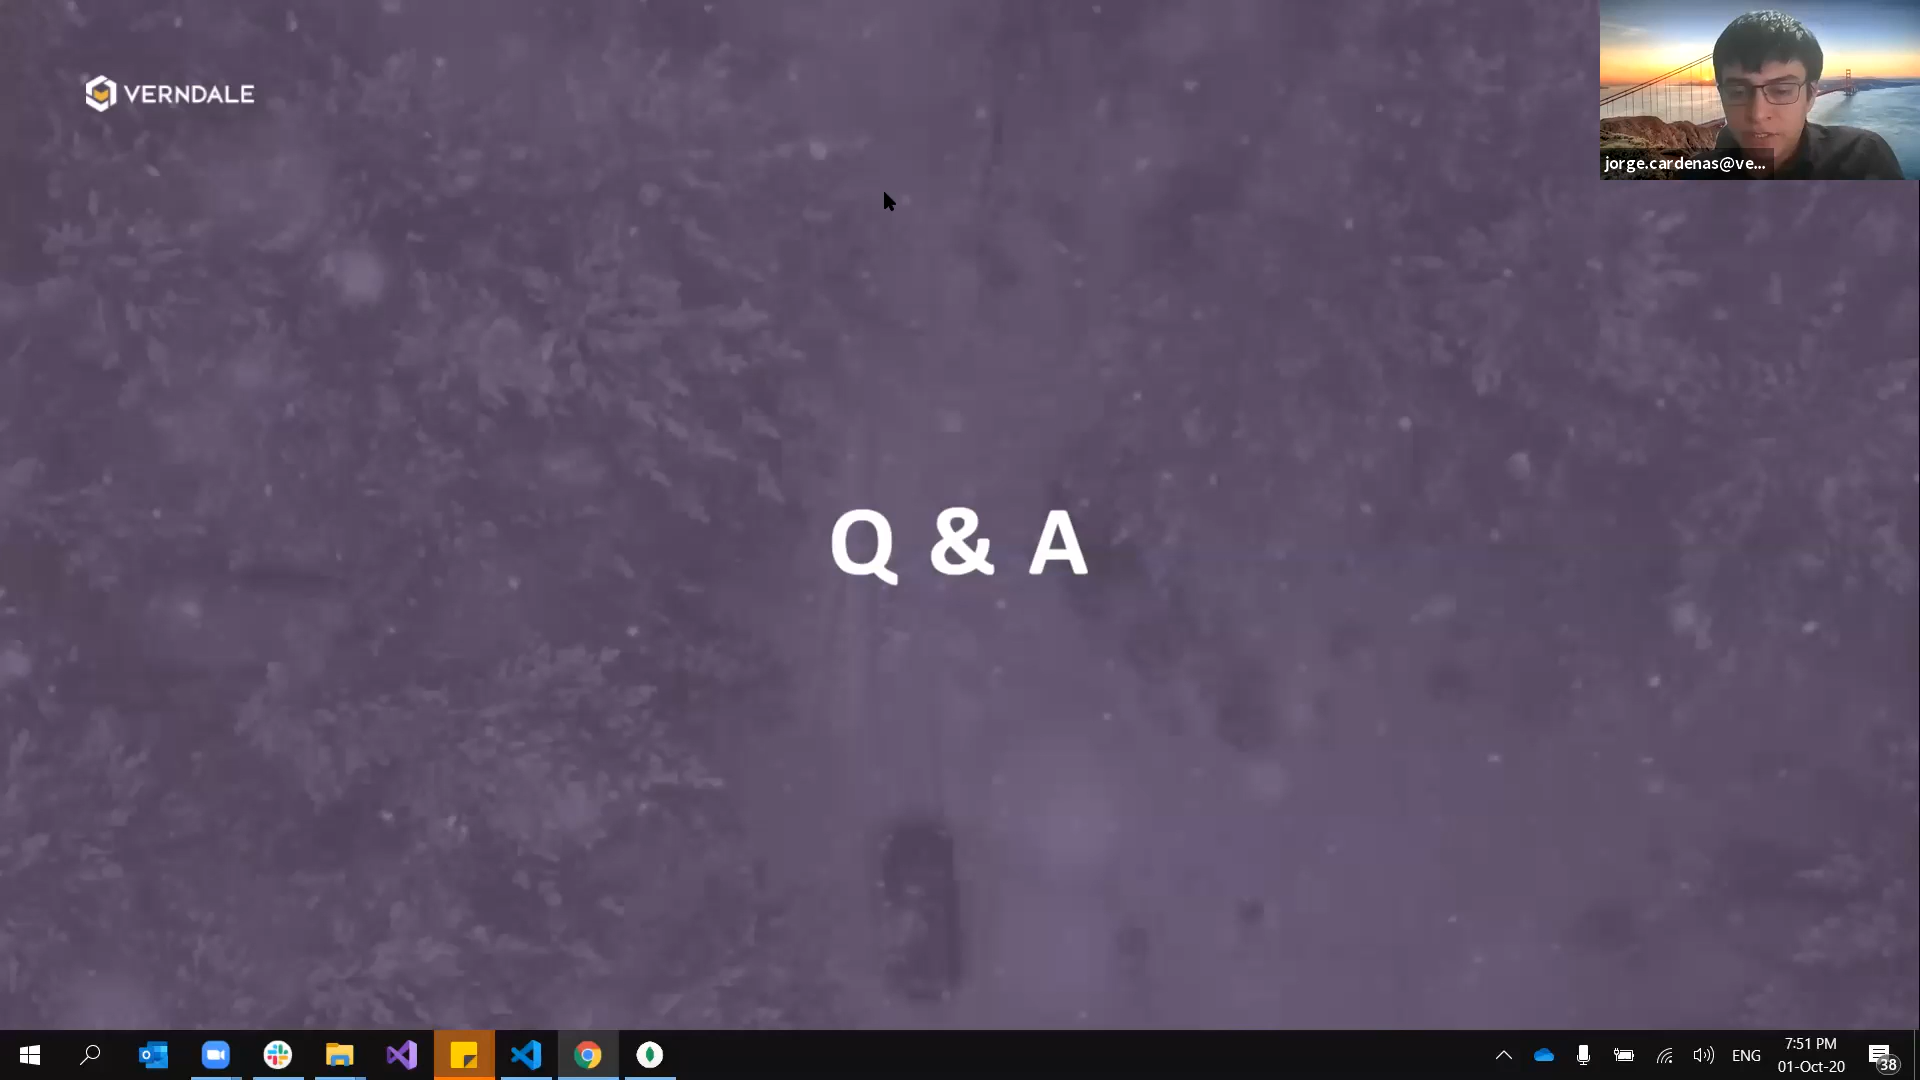 VERNDALE
jorge.cardenas@ve...
Q & A
ENG
7:51 PM
01-Oct-20
38